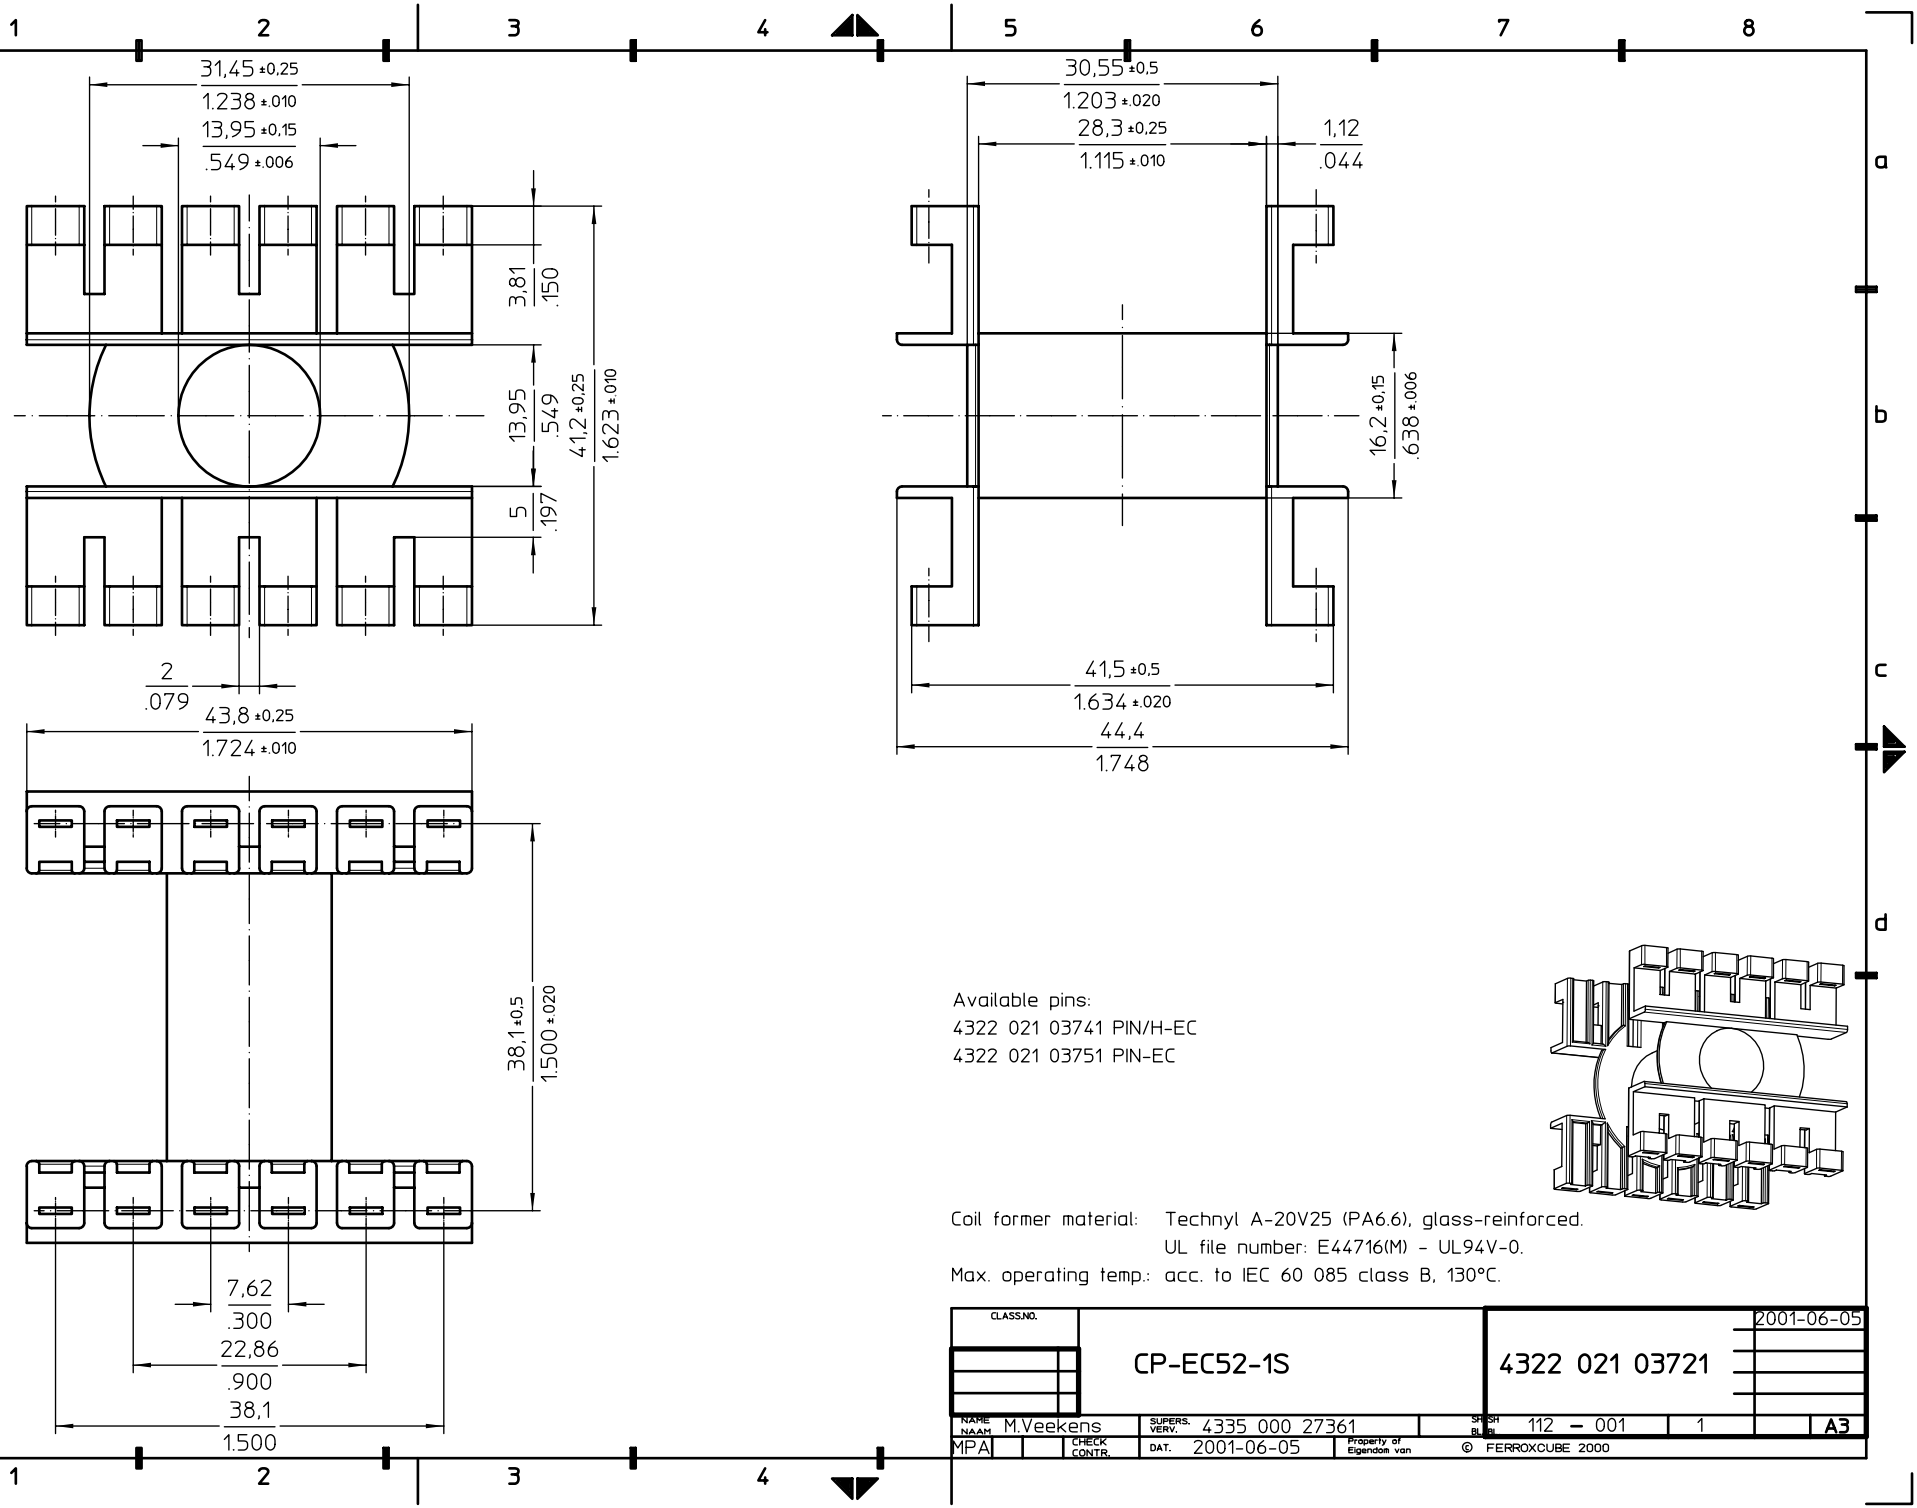 1 2 3 4 5 6 7 8
31,45 ±0,25
1.238 ±.010
13,95 ±0,15
.549 ±.006
3,81
.150
13,95
.549
41,2 ±0,25
1.623 ±.010
5
.197
2
.079
43,8 ±0,25
1.724 ±.010
30,55 ±0,5
1.203 ±.020
28,3 ±0,25
1.115 ±.010
1,12
.044
16,2 ±0,15
.638 ±.006
41,5 ±0,5
1.634 ±.020
44,4
1.748
a
b
c
d
38,1 ±0,5
1.500 ±.020
7,62
.300
22,86
.900
38,1
1.500
Available pins:
4322 021 03741 PIN/H-EC
4322 021 03751 PIN-EC
Coil former material: Technyl A-20V25 (PA6.6), glass-reinforced.
UL file number: E44716(M) - UL94V-0.
Max. operating temp.: acc. to IEC 60 085 class B, 130°C.
CLASS.NO.
CP-EC52-1S
4322 021 03721
2001-06-05
NAME
NAAM
M.Veekens
SUPERS.
VERV.
4335 000 27361
112 - 001
1
A3
MPA
CHECK
CONTR.
DAT. 2001-06-05
Property of
Eigendom van
© FERROXCUBE 2000
1 2 3 4